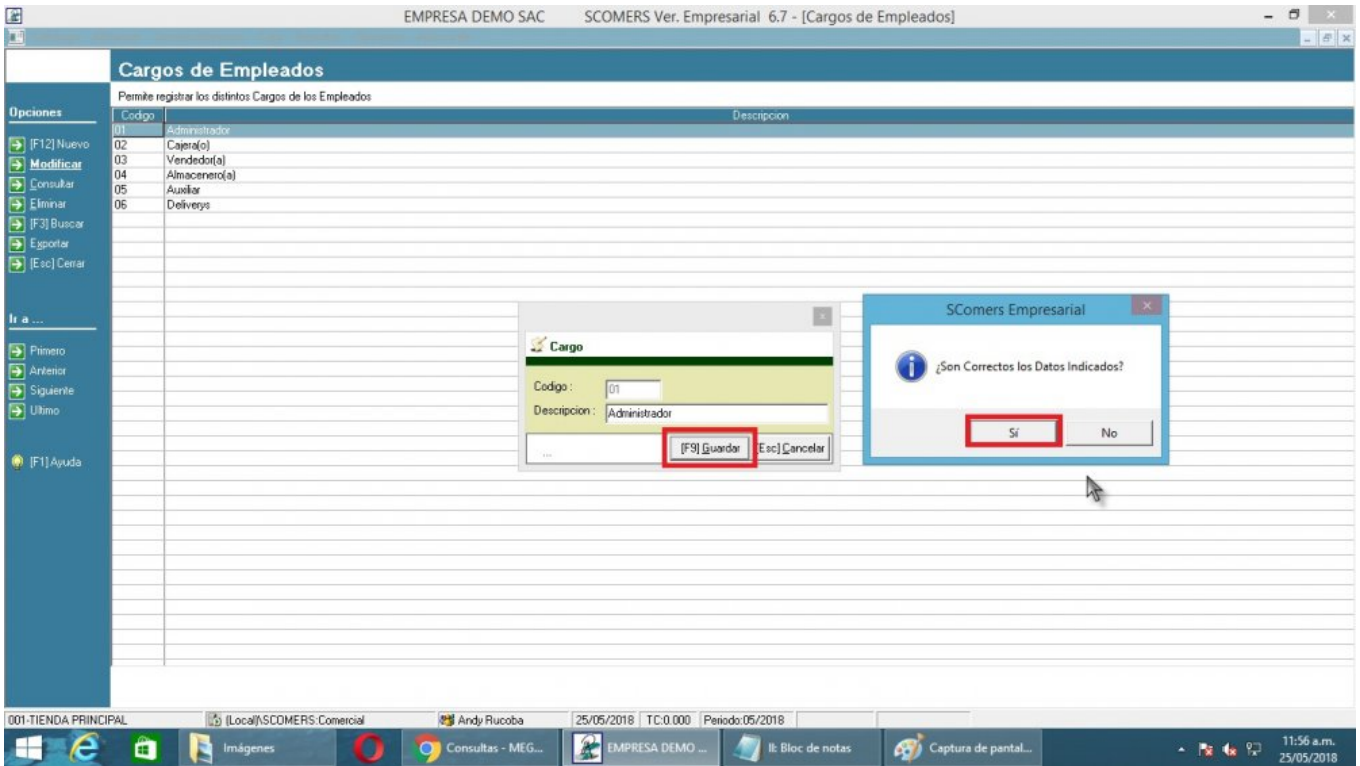 EMPRESA DEMO SAC SCOMERS Ver. Empresarial 6.7 - [Cargos de Empleados]
Cargos de Empleados
Permite registrar los distintos Cargos de los Empleados
Opciones
[F12] Nuevo
Modificar
Consultar
Eliminar
[F3] Buscar
Exportar
[Esc] Cerrar
Ir a ...
Primero
Anterior
Siguiente
Ultimo
[F1] Ayuda
Codigo Descripcion
01 Administrador
02 Cajera(o)
03 Vendedor(a)
04 Almacenero(a)
05 Auxiliar
06 Deliverys
Cargo
Codigo : 01
Descripcion : Administrador
... [F9] Guardar [Esc] Cancelar
SComers Empresarial
¿Son Correctos los Datos Indicados?
Sí No
001-TIENDA PRINCIPAL (Local)\SCOMERS:Comercial Andy Rucoba 25/05/2018 TC:0.000 Periodo:05/2018
Imágenes Consultas - MEG... EMPRESA DEMO ... ll: Bloc de notas Captura de pantal...
11:56 a.m.
25/05/2018